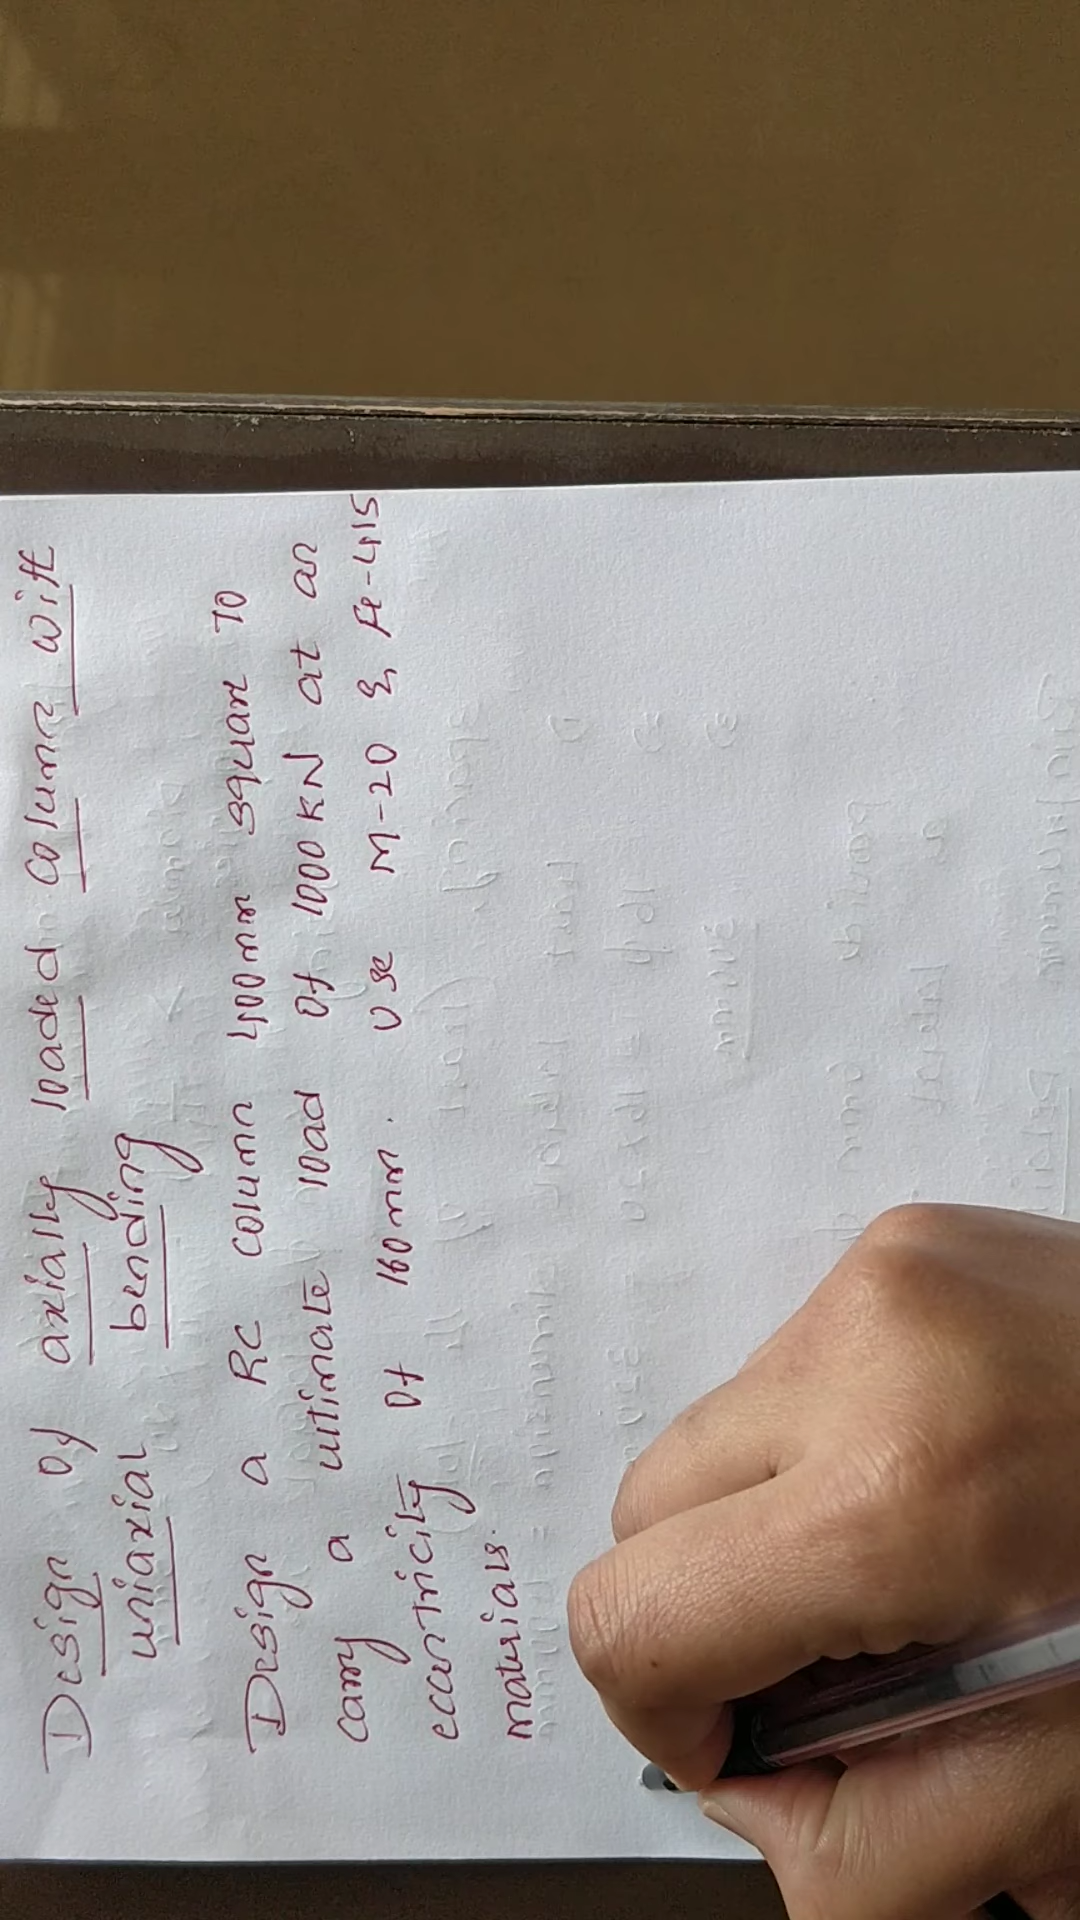 Design of axially loaded column with
uniaxial bending
Design a RC column 400mm square to
carry a ultimate load of 1000 KN at an
eccentricity of 160mm. Use M-20 & Fe-415
materials.